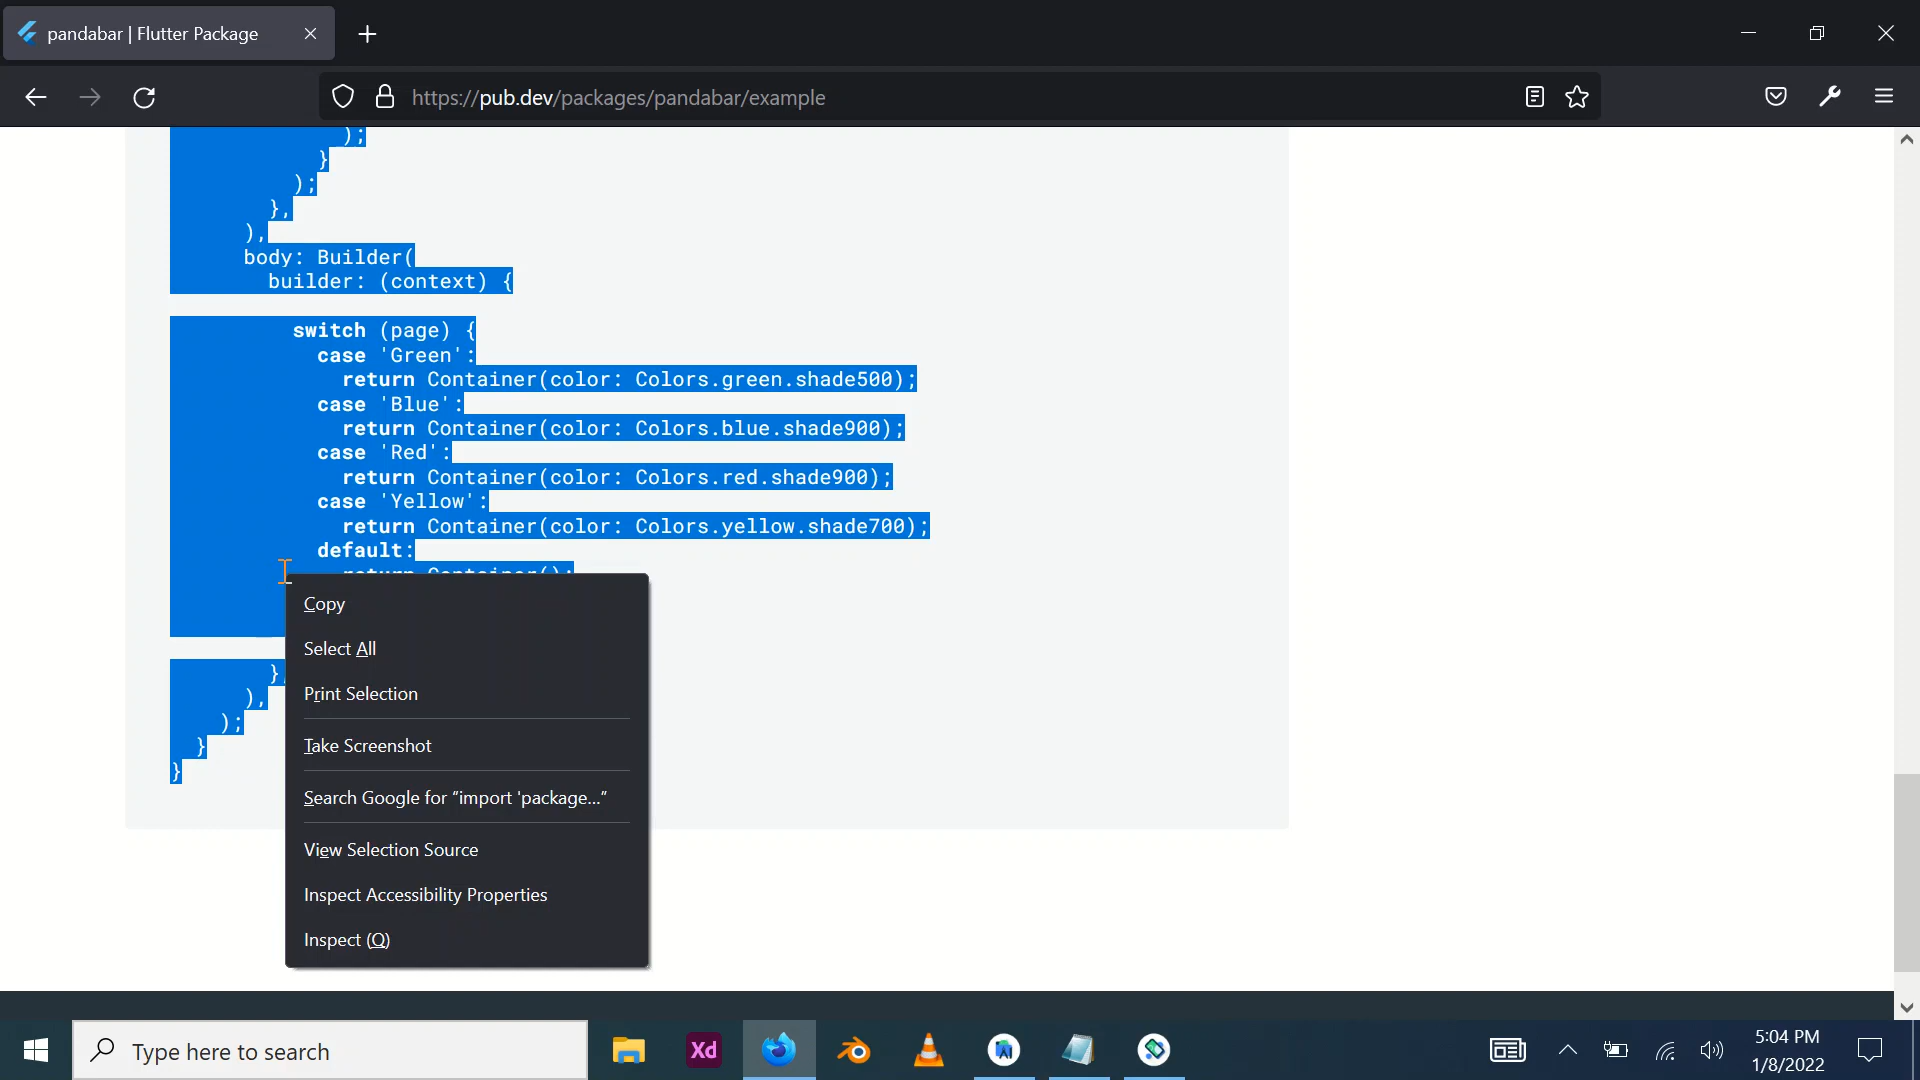 pandabar | Flutter Package
https://pub.dev/packages/pandabar/example
);
}
);
},
),
body: Builder(
builder: (context) {
switch (page) {
case 'Green':
return Container(color: Colors.green.shade500);
case 'Blue':
return Container(color: Colors.blue.shade900);
case 'Red':
return Container(color: Colors.red.shade900);
case 'Yellow':
return Container(color: Colors.yellow.shade700);
default:
return Container();
Copy
Select All
Print Selection
Take Screenshot
Search Google for “import 'package...”
View Selection Source
Inspect Accessibility Properties
Inspect (Q)
}
),
);
}
}
Type here to search
Xd
5:04 PM
1/8/2022